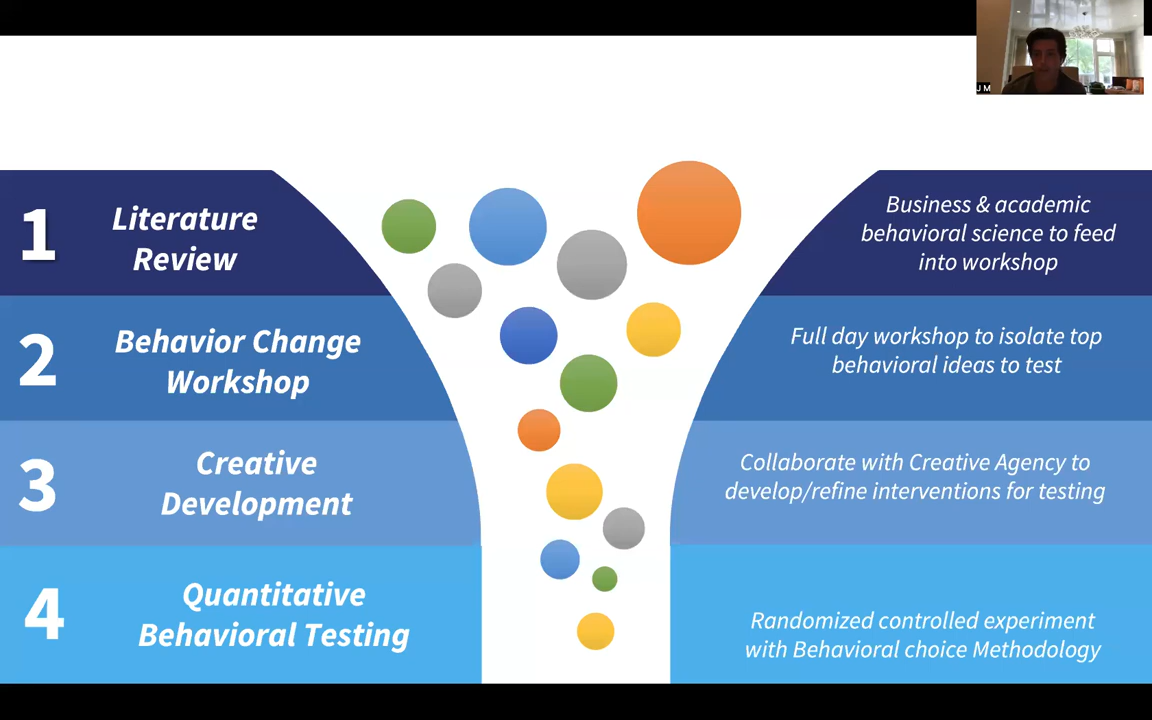 J M
1
Literature
Review
Business & academic
behavioral science to feed
into workshop
2
Behavior Change
Workshop
Full day workshop to isolate top
behavioral ideas to test
3
Creative
Development
Collaborate with Creative Agency to
develop/refine interventions for testing
4
Quantitative
Behavioral Testing
Randomized controlled experiment
with Behavioral choice Methodology